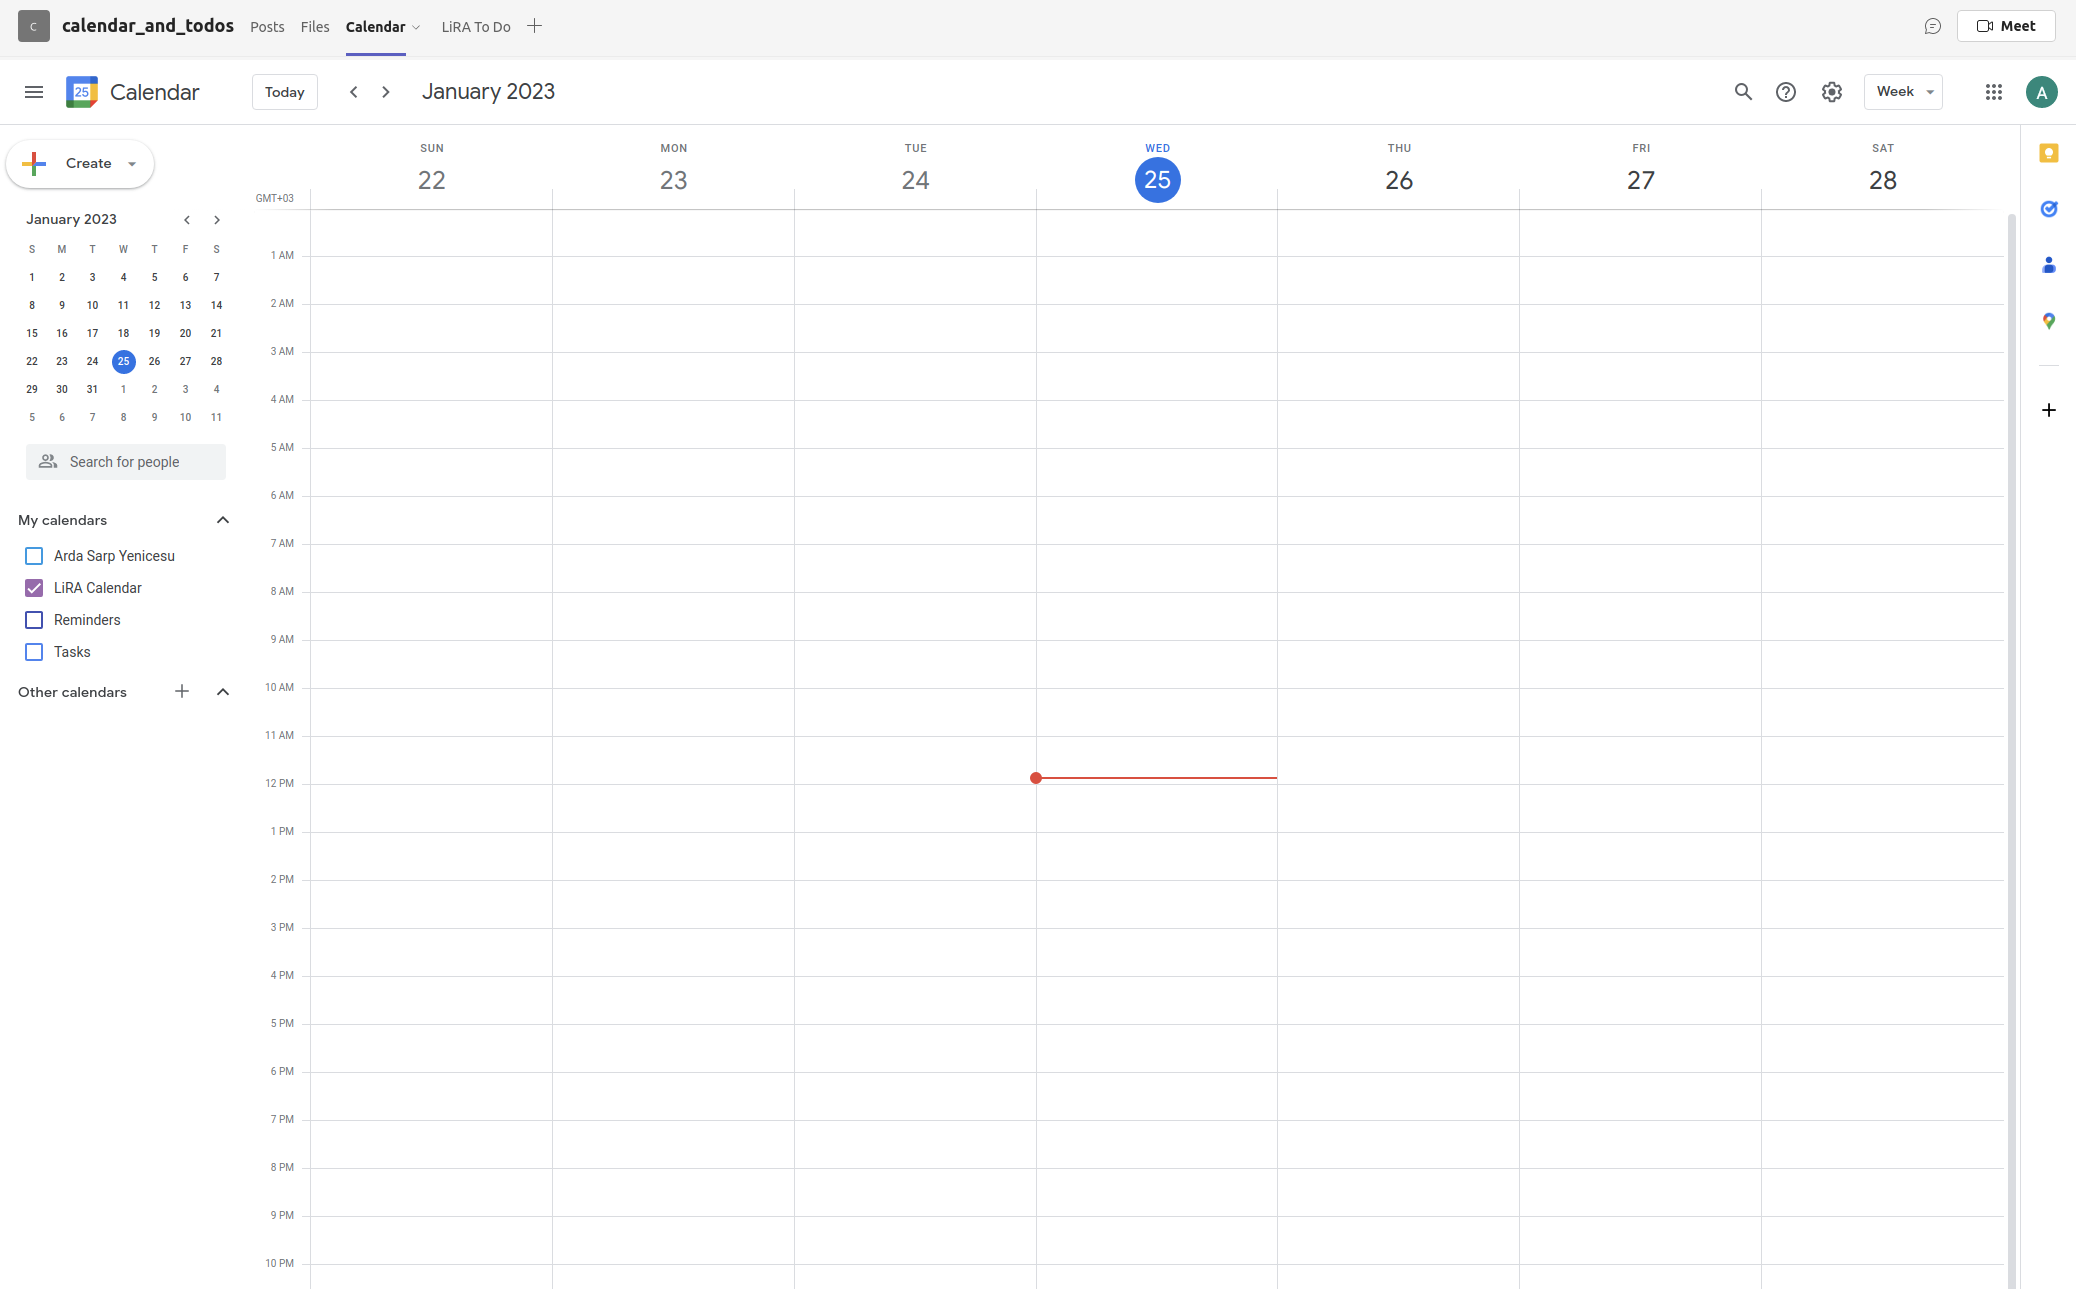 C calendar_and_todos Posts Files Calendar LiRA To Do Meet
25 Calendar Today January 2023 Week A
Create
January 2023
S M T W T F S
1 2 3 4 5 6 7
8 9 10 11 12 13 14
15 16 17 18 19 20 21
22 23 24 25 26 27 28
29 30 31 1 2 3 4
5 6 7 8 9 10 11
Search for people
My calendars
Arda Sarp Yenicesu
LiRA Calendar
Reminders
Tasks
Other calendars
SUN MON TUE WED THU FRI SAT
22 23 24 25 26 27 28
GMT+03
1 AM
2 AM
3 AM
4 AM
5 AM
6 AM
7 AM
8 AM
9 AM
10 AM
11 AM
12 PM
1 PM
2 PM
3 PM
4 PM
5 PM
6 PM
7 PM
8 PM
9 PM
10 PM